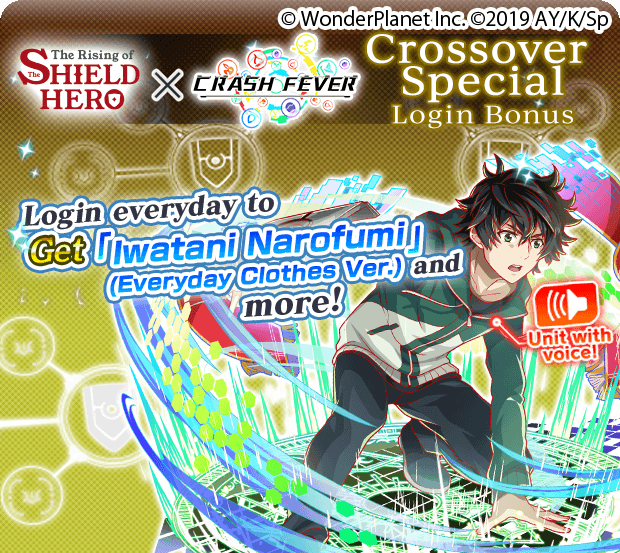 © WonderPlanet Inc. ©2019 AY/K/Sp
The Rising of
The SHIELD
HERO
×
CRASH FEVER
Crossover
Special
Login Bonus
Login everyday to
Get「Iwatani Narofumi」
(Everyday Clothes Ver.) and
more!
Unit with
voice!